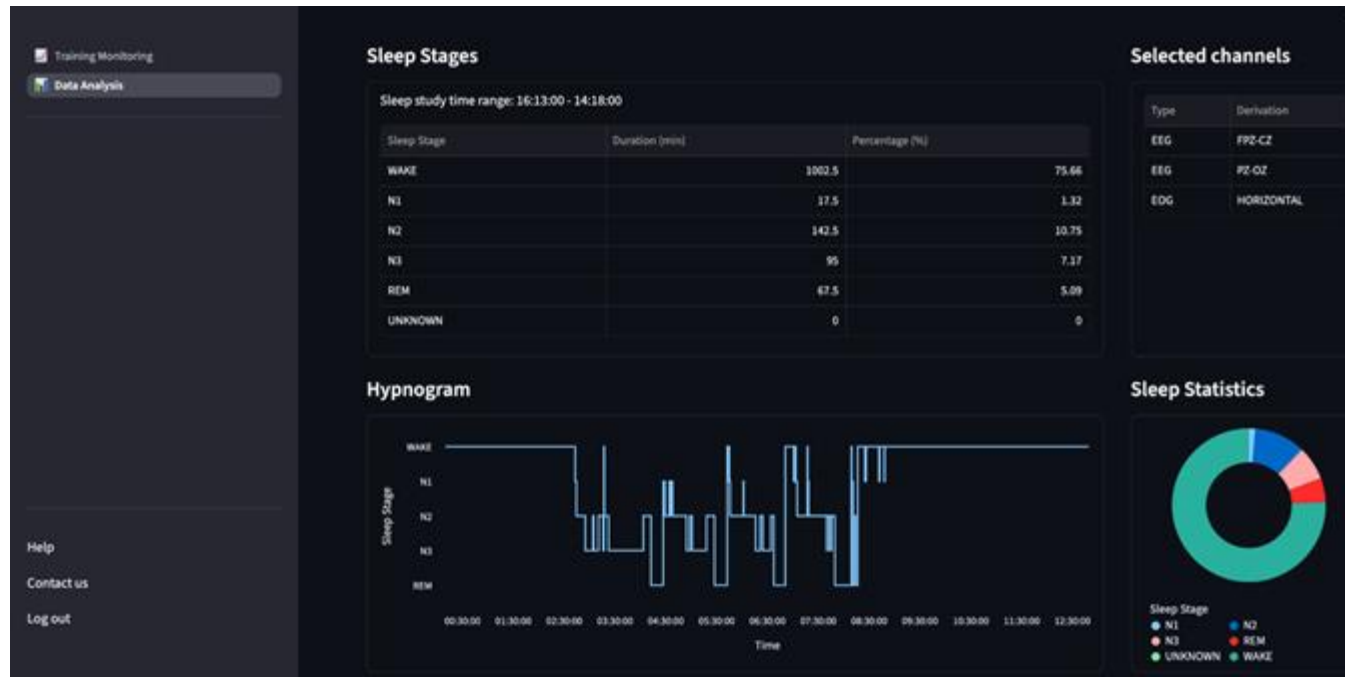 Training Monitoring
Data Analysis
Help
Contact us
Log out
Sleep Stages
Sleep study time range: 16:13:00 - 14:18:00
Sleep Stage Duration (min) Percentage (%)
WAKE 1002.5 75.66
N1 17.5 1.32
N2 142.5 10.75
N3 95 7.17
REM 67.5 5.09
UNKNOWN 0 0
Selected channels
Type Derivation
EEG FPZ-CZ
EEG PZ-OZ
EOG HORIZONTAL
Hypnogram
Sleep Stage
WAKE
N1
N2
N3
REM
00:30:00 01:30:00 02:30:00 03:30:00 04:30:00 05:30:00 06:30:00 07:30:00 08:30:00 09:30:00 10:30:00 11:30:00 12:30:00
Time
Sleep Statistics
Sleep Stage
N1 N2
N3 REM
UNKNOWN WAKE